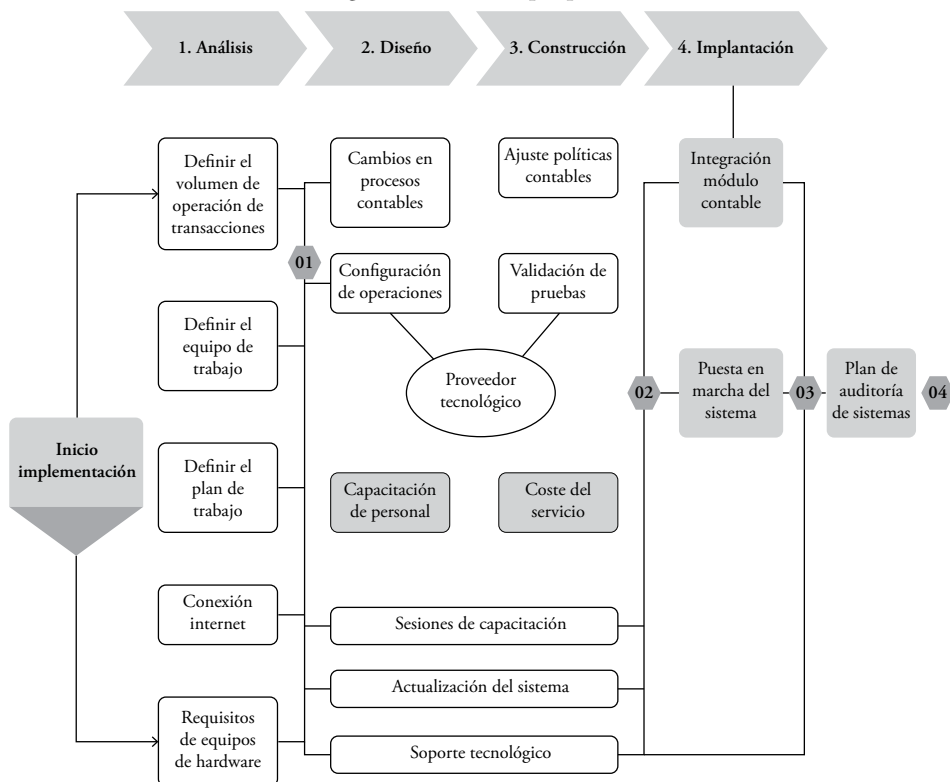 1. Análisis
2. Diseño
3. Construcción
4. Implantación
Definir el
volumen de
operación de
transacciones
Cambios en
procesos
contables
Ajuste políticas
contables
Integración
módulo
contable
01
Configuración
de operaciones
Validación de
pruebas
Definir el
equipo de
trabajo
Proveedor
tecnológico
02
Puesta en
marcha del
sistema
03
Plan de
auditoría
de sistemas
04
Inicio
implementación
Definir el
plan de
trabajo
Capacitación
de personal
Coste del
servicio
Conexión
internet
Sesiones de capacitación
Actualización del sistema
Requisitos
de equipos
de hardware
Soporte tecnológico